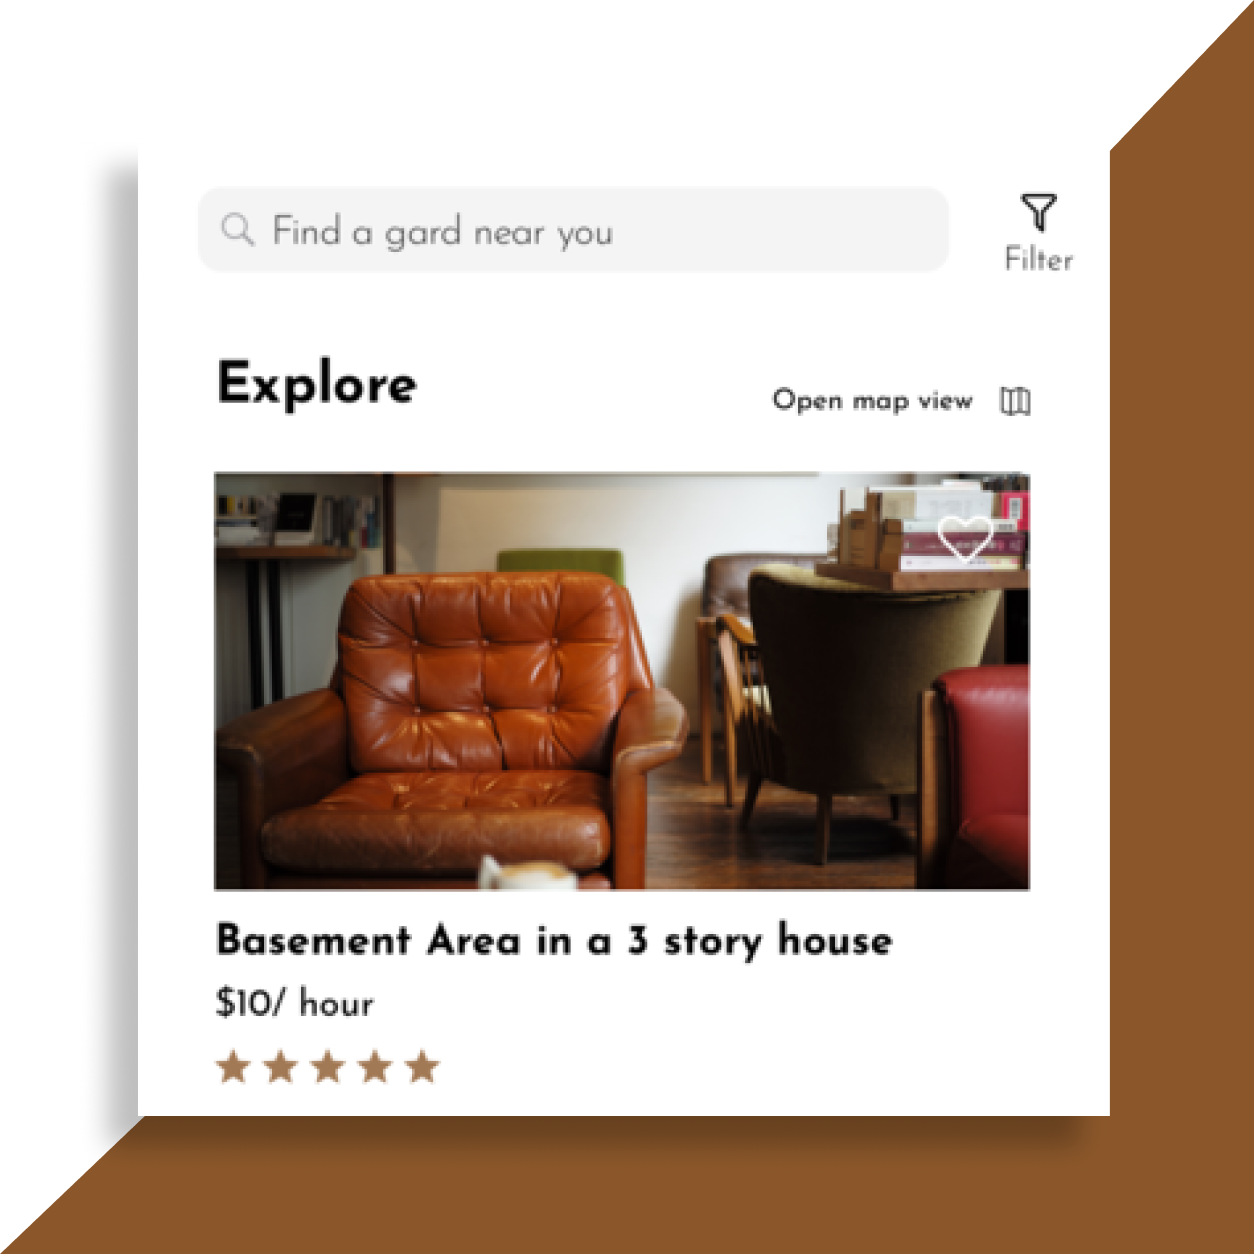 Find a gard near you
Filter
Explore
Open map view
Basement Area in a 3 story house
$10/ hour